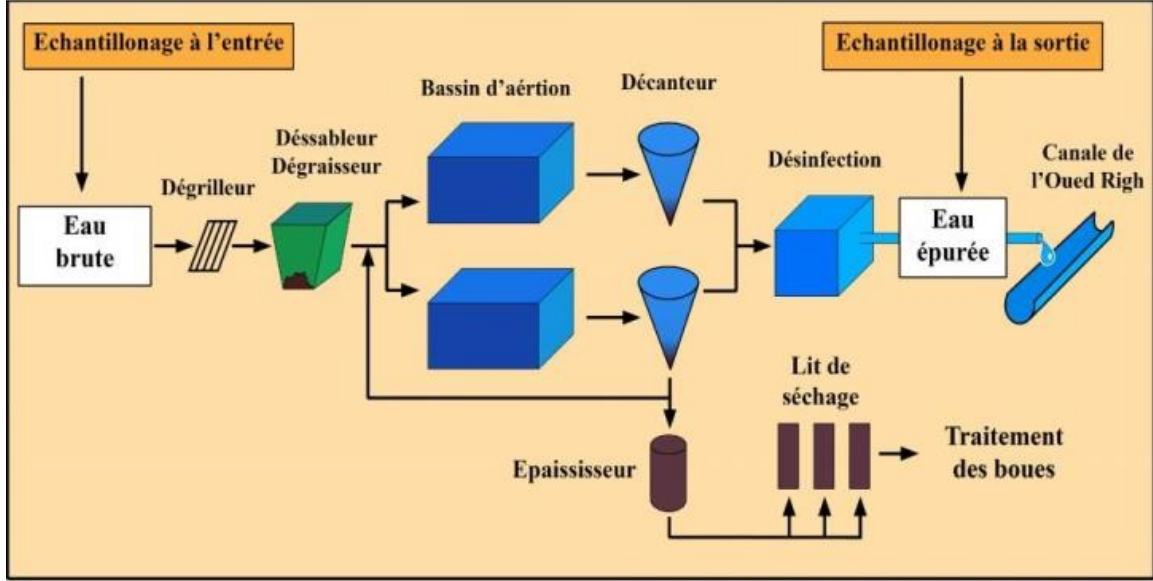 Echantillonage à l'entrée
Echantillonage à la sortie
Bassin d'aértion
Décanteur
Déssableur
Dégraisseur
Désinfection
Canale de
l'Oued Righ
Dégrilleur
Eau
brute
Eau
épurée
Lit de
séchage
Epaississeur
Traitement
des boues